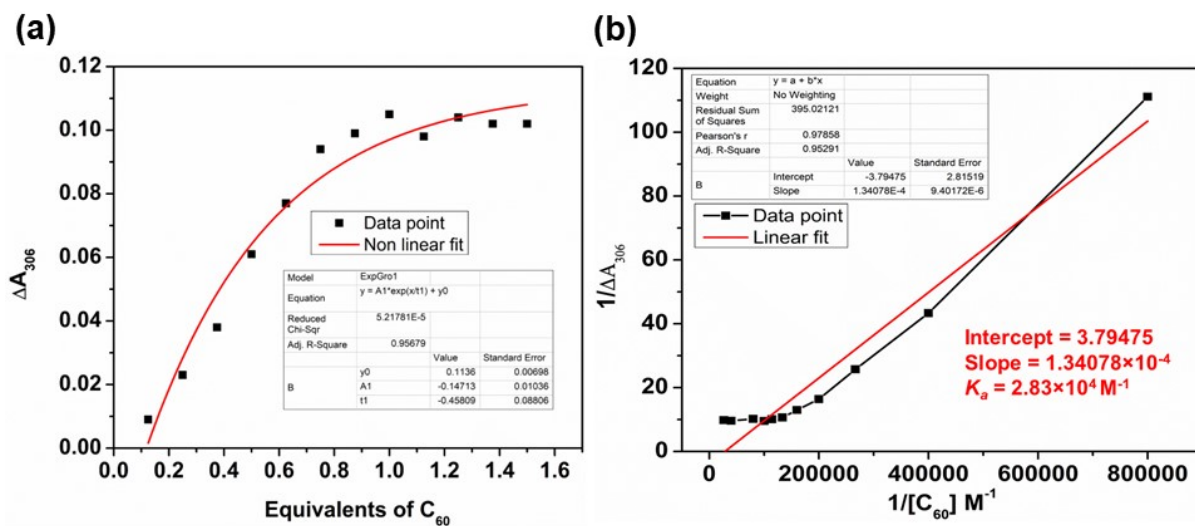 (a)
0.12
0.10
0.08
0.06
0.04
0.02
0.00
ΔA306
0.0 0.2 0.4 0.6 0.8 1.0 1.2 1.4 1.6
Equivalents of C60
Data point
Non linear fit
Model ExpGro1
Equation y = A1*exp(x/t1) + y0
Reduced
Chi-Sqr 5.21781E-5
Adj. R-Square 0.95679
Value Standard Error
B y0 0.1136 0.00698
A1 -0.14713 0.01036
t1 -0.45809 0.08806
(b)
120
100
80
60
40
20
0
1/ΔA306
0 200000 400000 600000 800000
1/[C60] M-1
Equation y = a + b*x
Weight No Weighting
Residual Sum
of Squares 395.02121
Pearson's r 0.97858
Adj. R-Square 0.95291
Value Standard Error
B Intercept -3.79475 2.81519
Slope 1.34078E-4 9.40172E-6
Data point
Linear fit
Intercept = 3.79475
Slope = 1.34078×10-4
Ka = 2.83×104 M-1